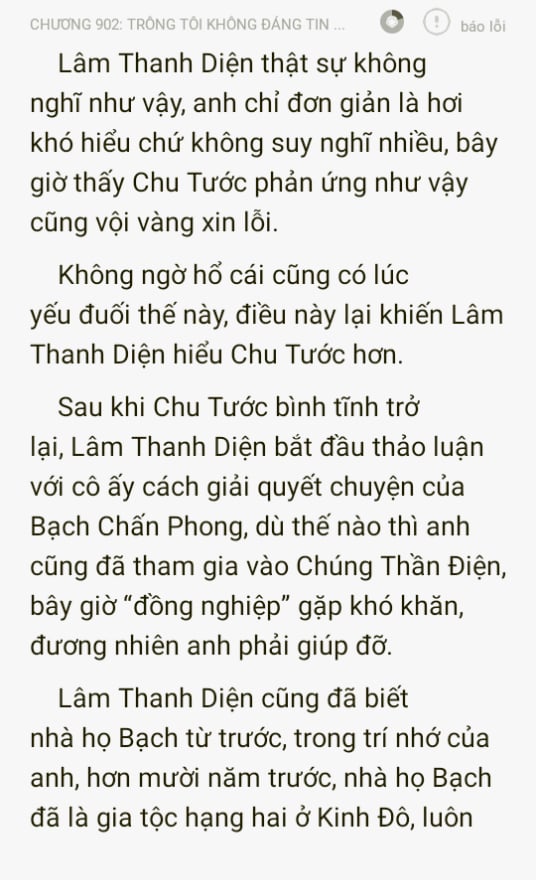 CHƯƠNG 902: TRÔNG TÔI KHÔNG ĐÁNG TIN ...
báo lỗi
Lâm Thanh Diện thật sự không
nghĩ như vậy, anh chỉ đơn giản là hơi
khó hiểu chứ không suy nghĩ nhiều, bây
giờ thấy Chu Tước phản ứng như vậy
cũng vội vàng xin lỗi.
Không ngờ hổ cái cũng có lúc
yếu đuối thế này, điều này lại khiến Lâm
Thanh Diện hiểu Chu Tước hơn.
Sau khi Chu Tước bình tĩnh trở
lại, Lâm Thanh Diện bắt đầu thảo luận
với cô ấy cách giải quyết chuyện của
Bạch Chấn Phong, dù thế nào thì anh
cũng đã tham gia vào Chúng Thần Điện,
bây giờ “đồng nghiệp” gặp khó khăn,
đương nhiên anh phải giúp đỡ.
Lâm Thanh Diện cũng đã biết
nhà họ Bạch từ trước, trong trí nhớ của
anh, hơn mười năm trước, nhà họ Bạch
đã là gia tộc hạng hai ở Kinh Đô, luôn